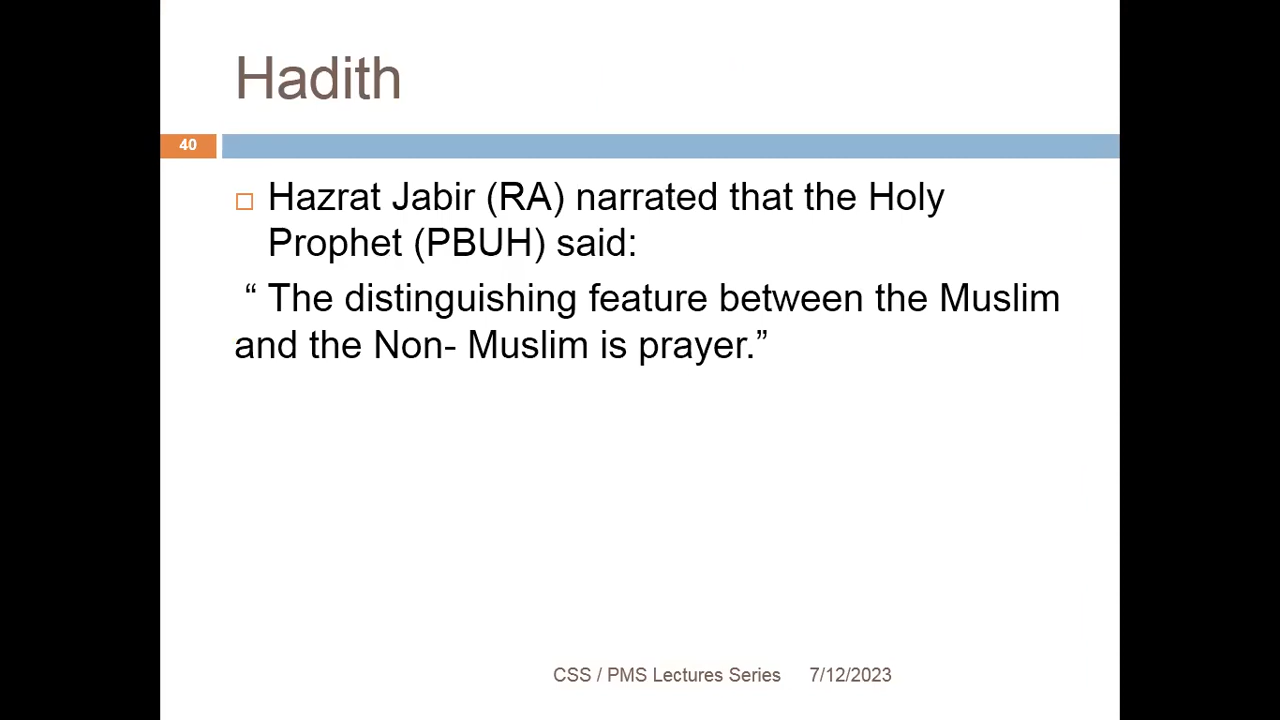 Hadith
40
Hazrat Jabir (RA) narrated that the Holy
Prophet (PBUH) said:
“ The distinguishing feature between the Muslim
and the Non- Muslim is prayer.”
CSS / PMS Lectures Series 7/12/2023